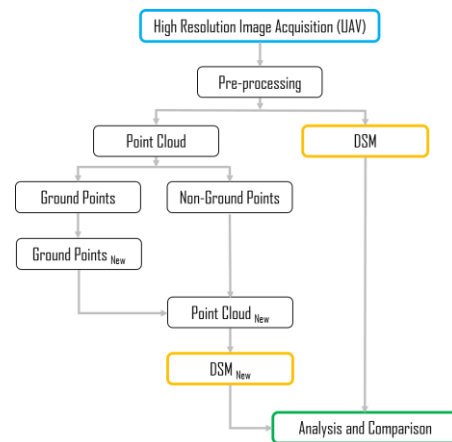 High Resolution Image Acquisition (UAV)
Pre-processing
Point Cloud
DSM
Ground Points
Non-Ground Points
Ground Points New
Point Cloud New
DSM New
Analysis and Comparison